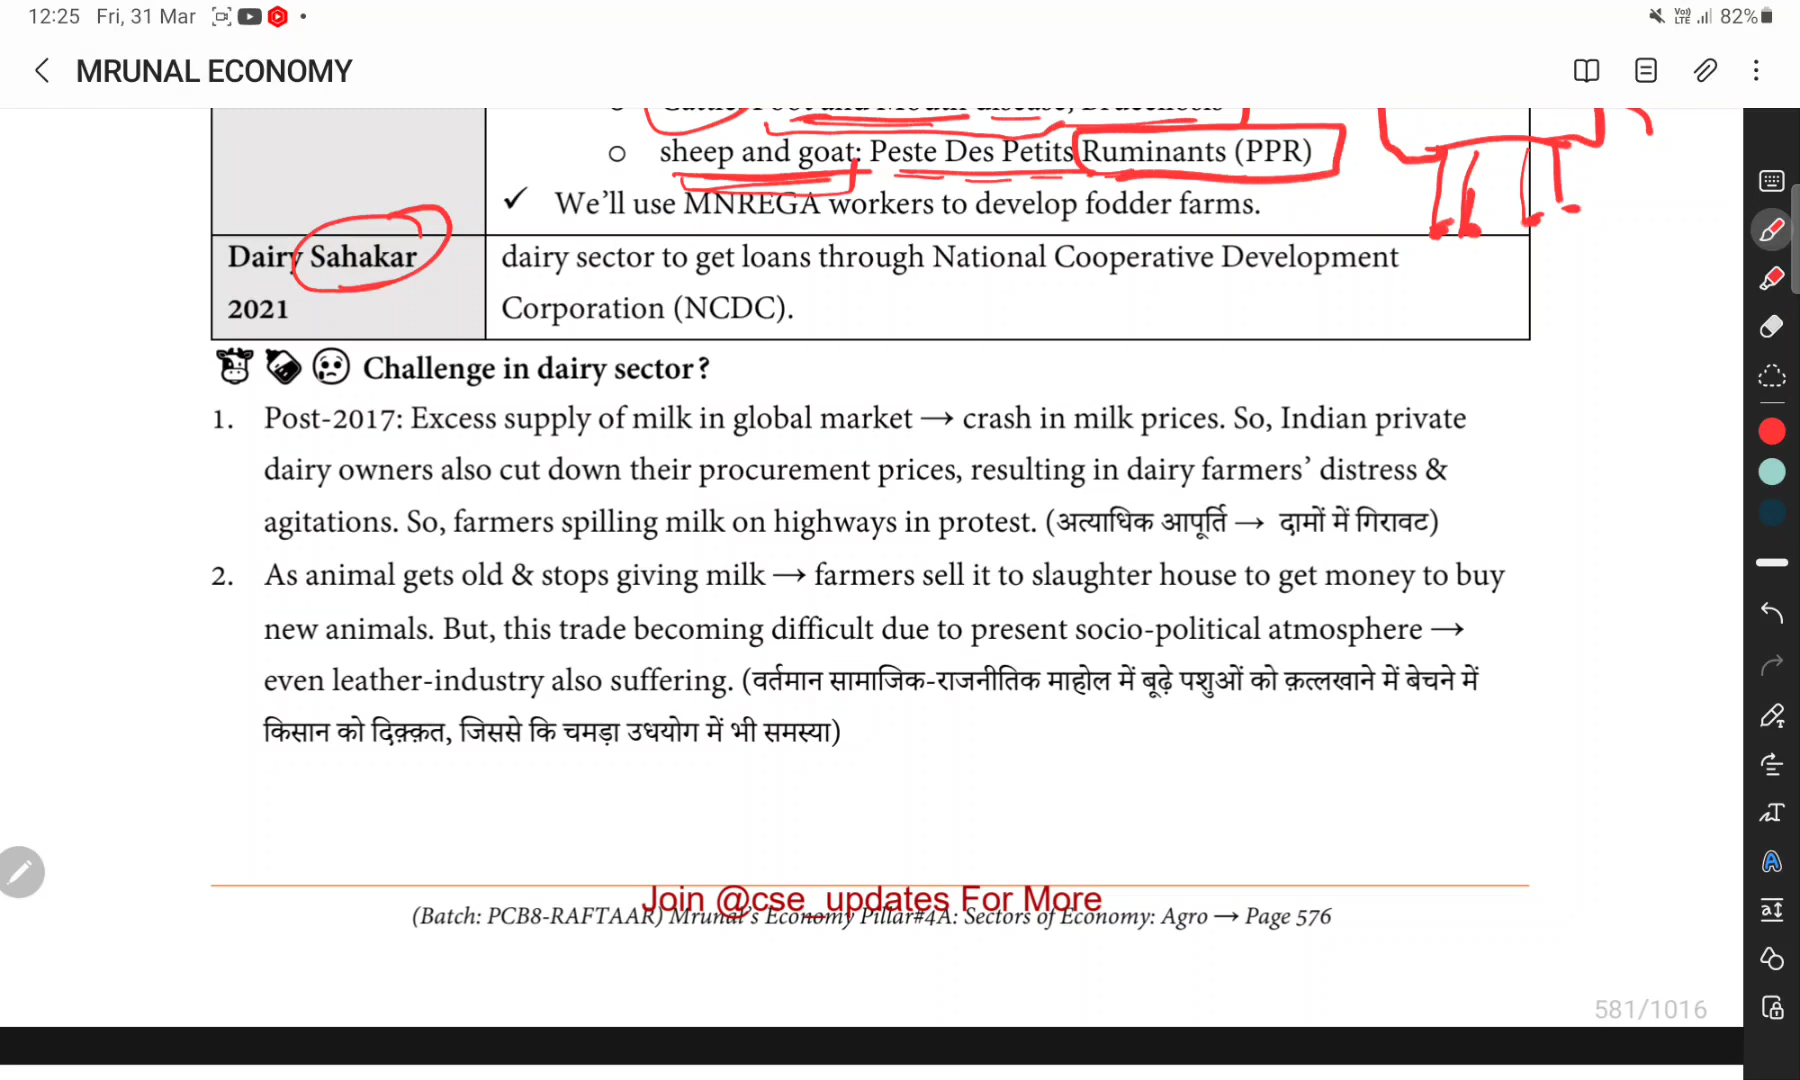 12:25 Fri, 31 Mar
82%
MRUNAL ECONOMY
Cattle: Foot and Mouth disease, Brucellosis
sheep and goat: Peste Des Petits Ruminants (PPR)
✓ We'll use MNREGA workers to develop fodder farms.
Dairy Sahakar
2021
dairy sector to get loans through National Cooperative Development
Corporation (NCDC).
Challenge in dairy sector?
1. Post-2017: Excess supply of milk in global market → crash in milk prices. So, Indian private
dairy owners also cut down their procurement prices, resulting in dairy farmers' distress &
agitations. So, farmers spilling milk on highways in protest. (अत्याधिक आपूर्ति → दामों में गिरावट)
2. As animal gets old & stops giving milk → farmers sell it to slaughter house to get money to buy
new animals. But, this trade becoming difficult due to present socio-political atmosphere →
even leather-industry also suffering. (वर्तमान सामाजिक-राजनीतिक माहोल में बूढ़े पशुओं को क़त्लखाने में बेचने में
किसान को दिक़्क़त, जिससे कि चमड़ा उधयोग में भी समस्या)
Join @cse_updates For More
(Batch: PCB8-RAFTAAR) Mrunal's Economy Pillar#4A: Sectors of Economy: Agro → Page 576
581/1016